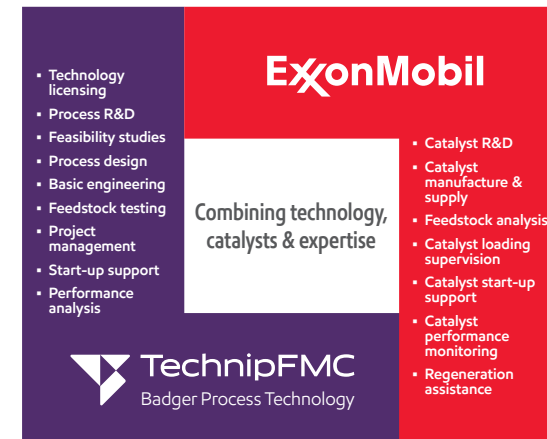 ▪ Technology
licensing
▪ Process R&D
▪ Feasibility studies
▪ Process design
▪ Basic engineering
▪ Feedstock testing
▪ Project
management
▪ Start-up support
▪ Performance
analysis
TechnipFMC
Badger Process Technology
Combining technology,
catalysts & expertise
ExxonMobil
▪ Catalyst R&D
▪ Catalyst
manufacture &
supply
▪ Feedstock analysis
▪ Catalyst loading
supervision
▪ Catalyst start-up
support
▪ Catalyst
performance
monitoring
▪ Regeneration
assistance